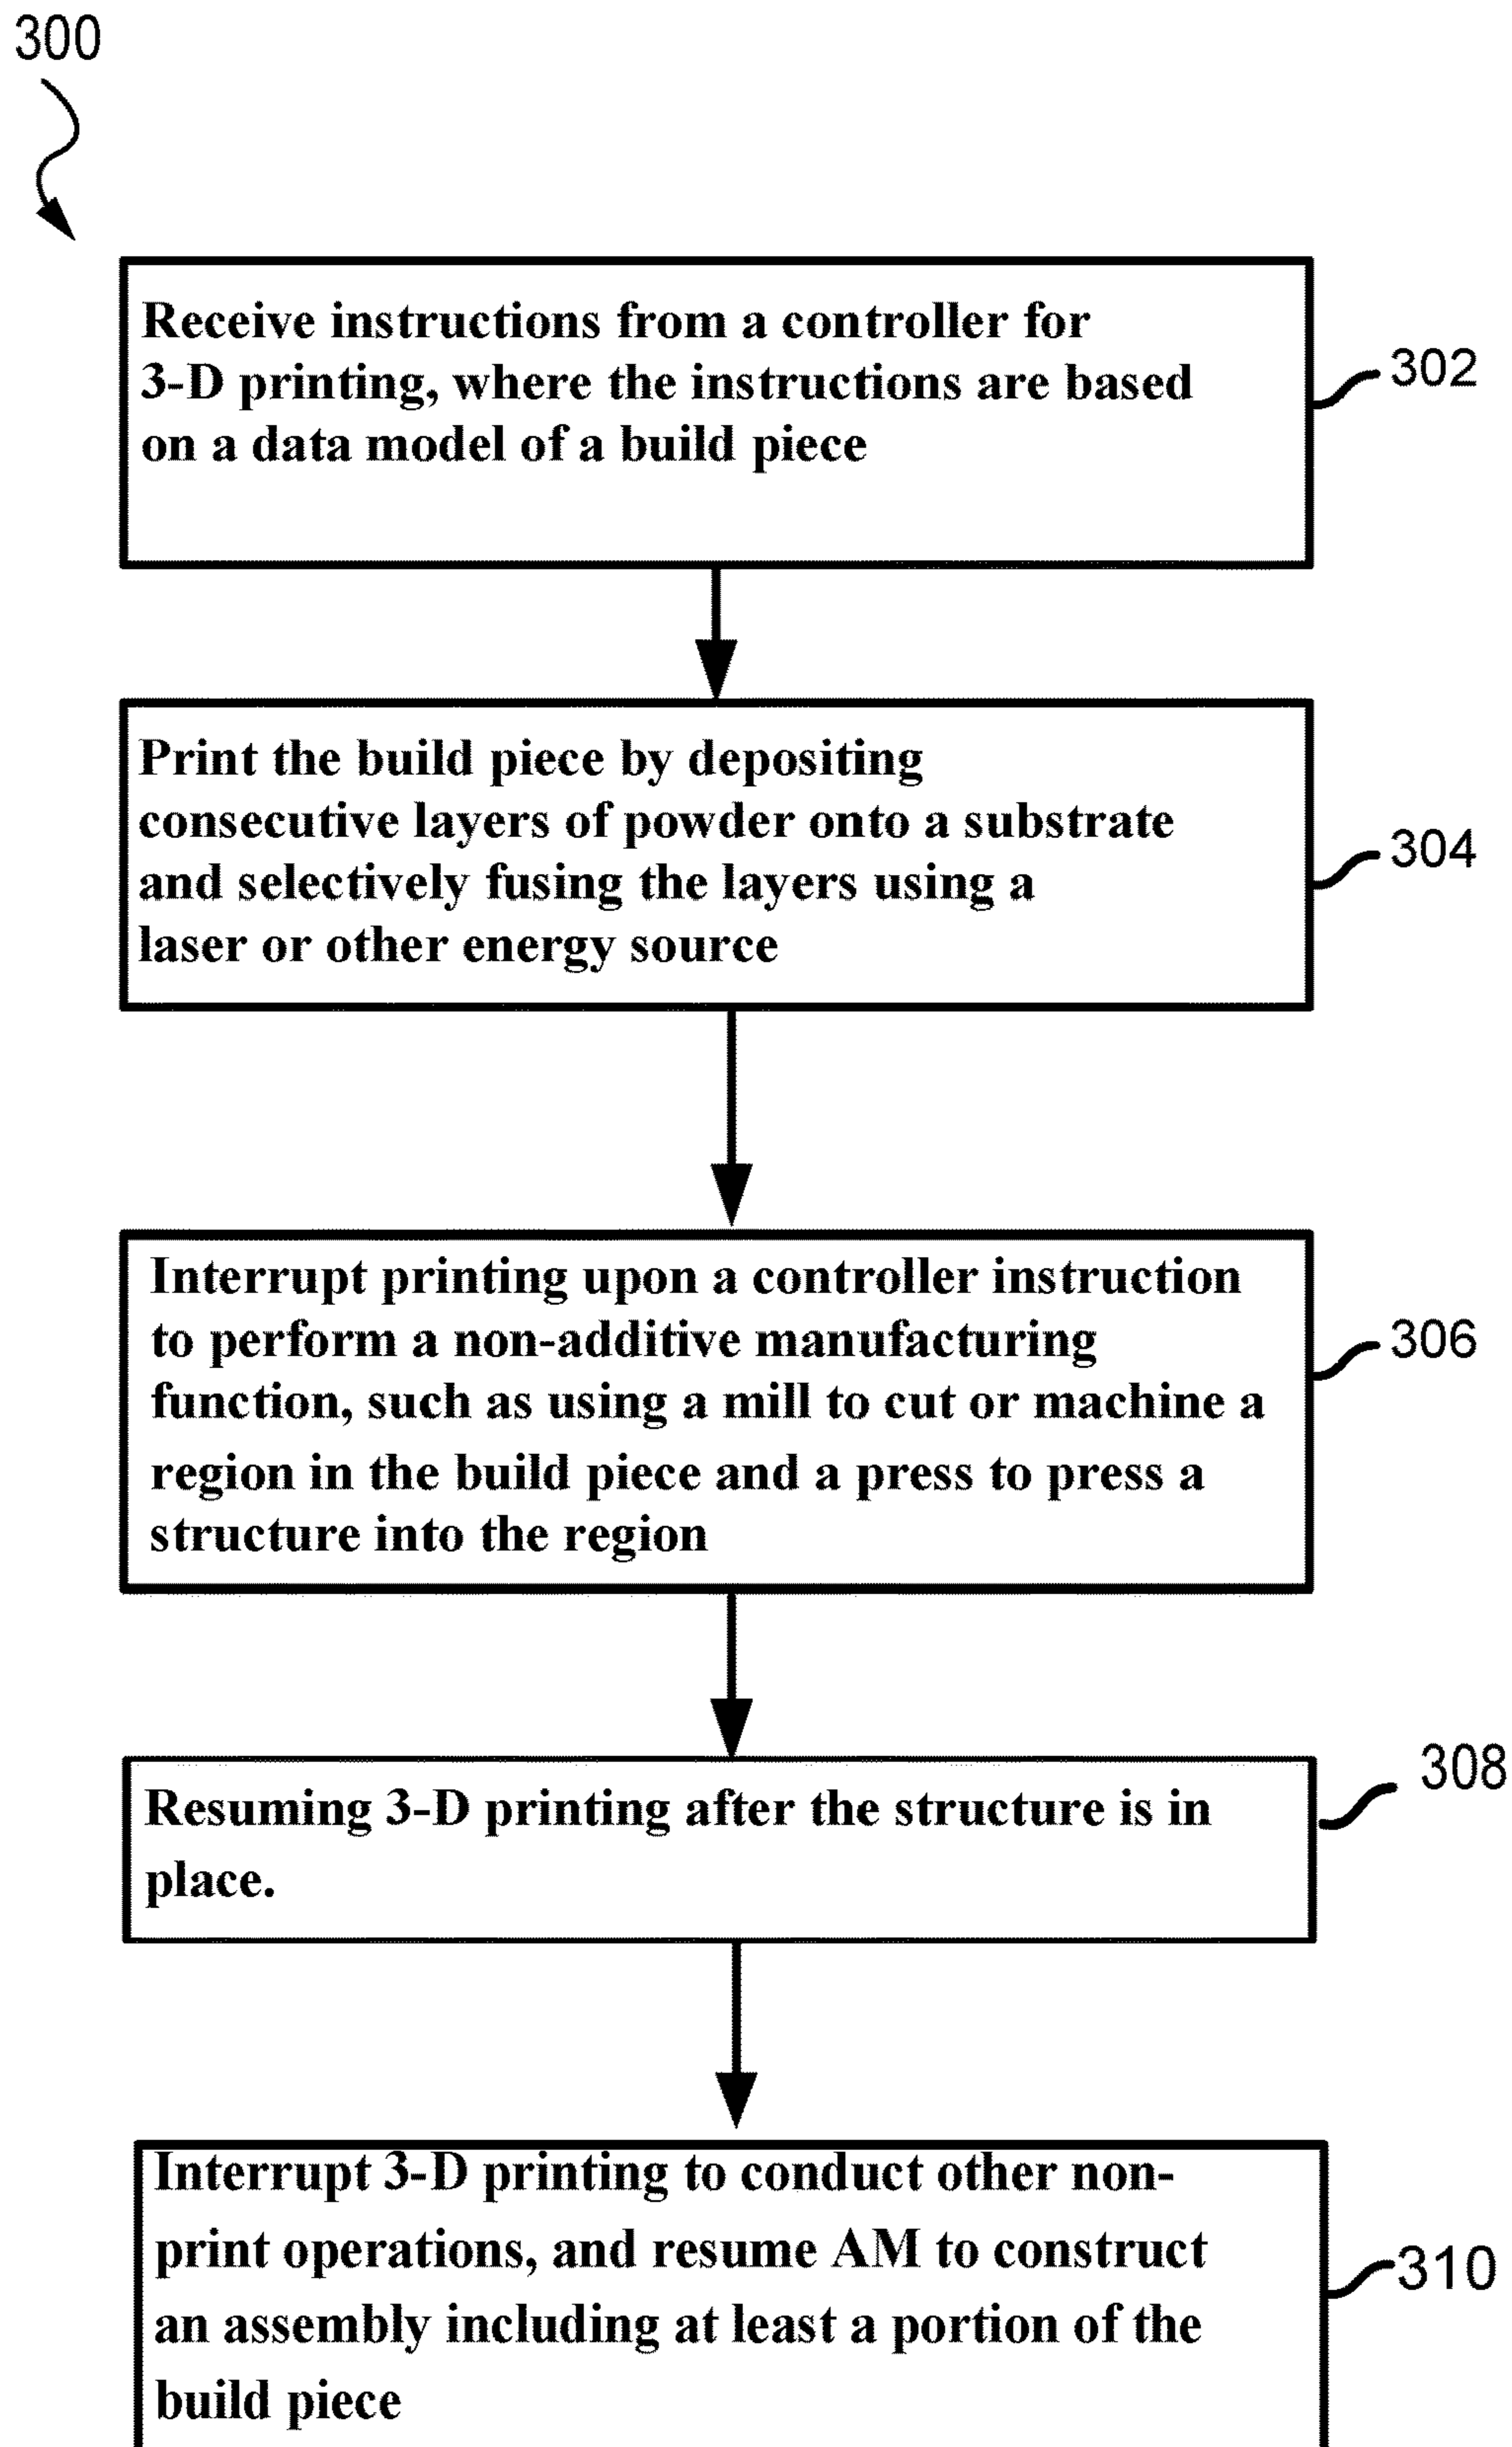 300
Receive instructions from a controller for
3-D printing, where the instructions are based
on a data model of a build piece
302
Print the build piece by depositing
consecutive layers of powder onto a substrate
and selectively fusing the layers using a
laser or other energy source
304
Interrupt printing upon a controller instruction
to perform a non-additive manufacturing
function, such as using a mill to cut or machine a
region in the build piece and a press to press a
structure into the region
306
Resuming 3-D printing after the structure is in
place.
308
Interrupt 3-D printing to conduct other non-
print operations, and resume AM to construct
an assembly including at least a portion of the
build piece
310